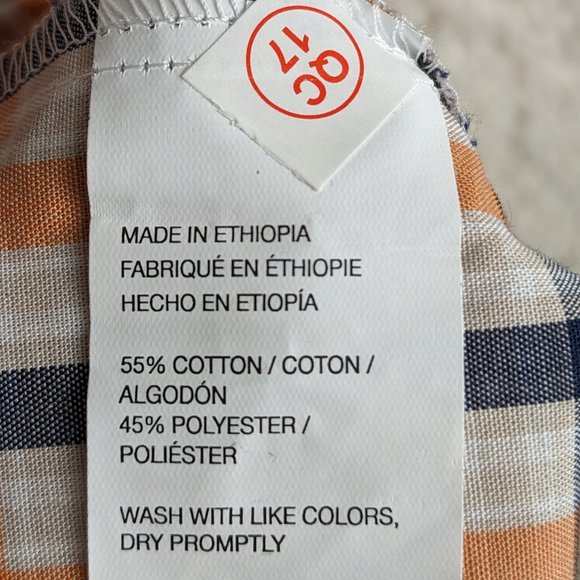 QC
17
MADE IN ETHIOPIA
FABRIQUÉ EN ÉTHIOPIE
HECHO EN ETIOPÍA
55% COTTON / COTON /
ALGODÓN
45% POLYESTER /
POLIÉSTER
WASH WITH LIKE COLORS,
DRY PROMPTLY